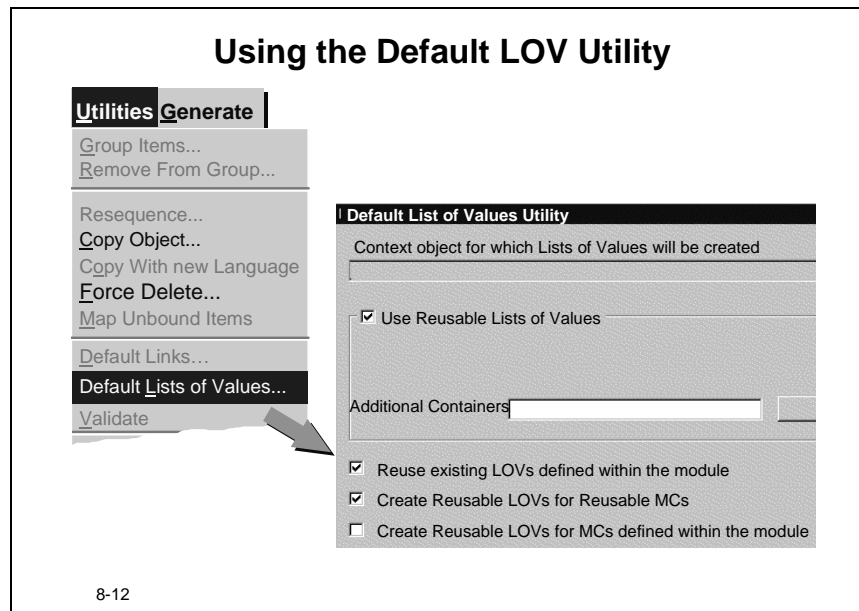 Using the Default LOV Utility
Utilities Generate
Group Items...
Remove From Group...
Resequence...
Copy Object...
Copy With new Language
Force Delete...
Map Unbound Items
Default Links...
Default Lists of Values...
Validate
Default List of Values Utility
Context object for which Lists of Values will be created
Use Reusable Lists of Values
Additional Containers
Reuse existing LOVs defined within the module
Create Reusable LOVs for Reusable MCs
Create Reusable LOVs for MCs defined within the module
8-12